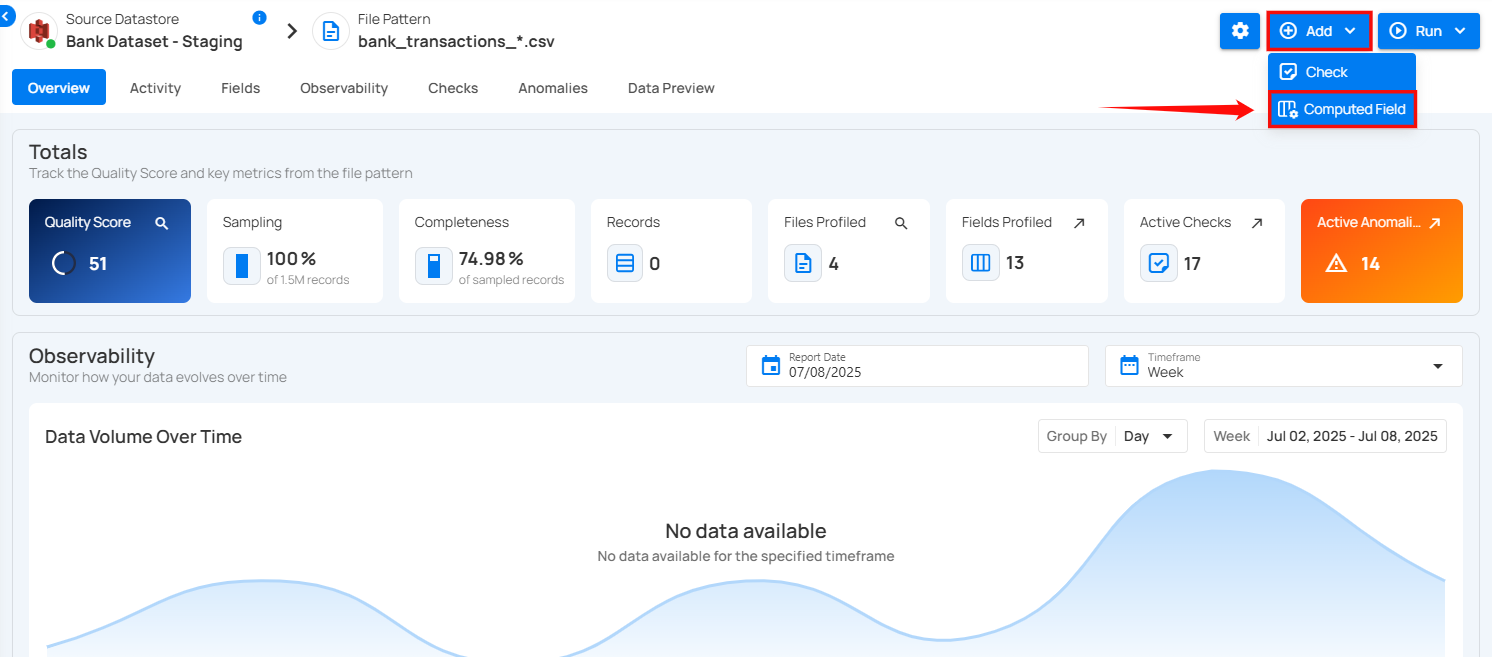 Source Datastore
Bank Dataset - Staging
File Pattern
bank_transactions_*.csv
Add
Run
Check
Computed Field
Overview
Activity
Fields
Observability
Checks
Anomalies
Data Preview
Totals
Track the Quality Score and key metrics from the file pattern
Quality Score
51
Sampling
100 %
of 1.5M records
Completeness
74.98 %
of sampled records
Records
0
Files Profiled
4
Fields Profiled
13
Active Checks
17
Active Anomali...
14
Observability
Monitor how your data evolves over time
Report Date
07/08/2025
Timeframe
Week
Data Volume Over Time
Group By
Day
Week
Jul 02, 2025 - Jul 08, 2025
No data available
No data available for the specified timeframe